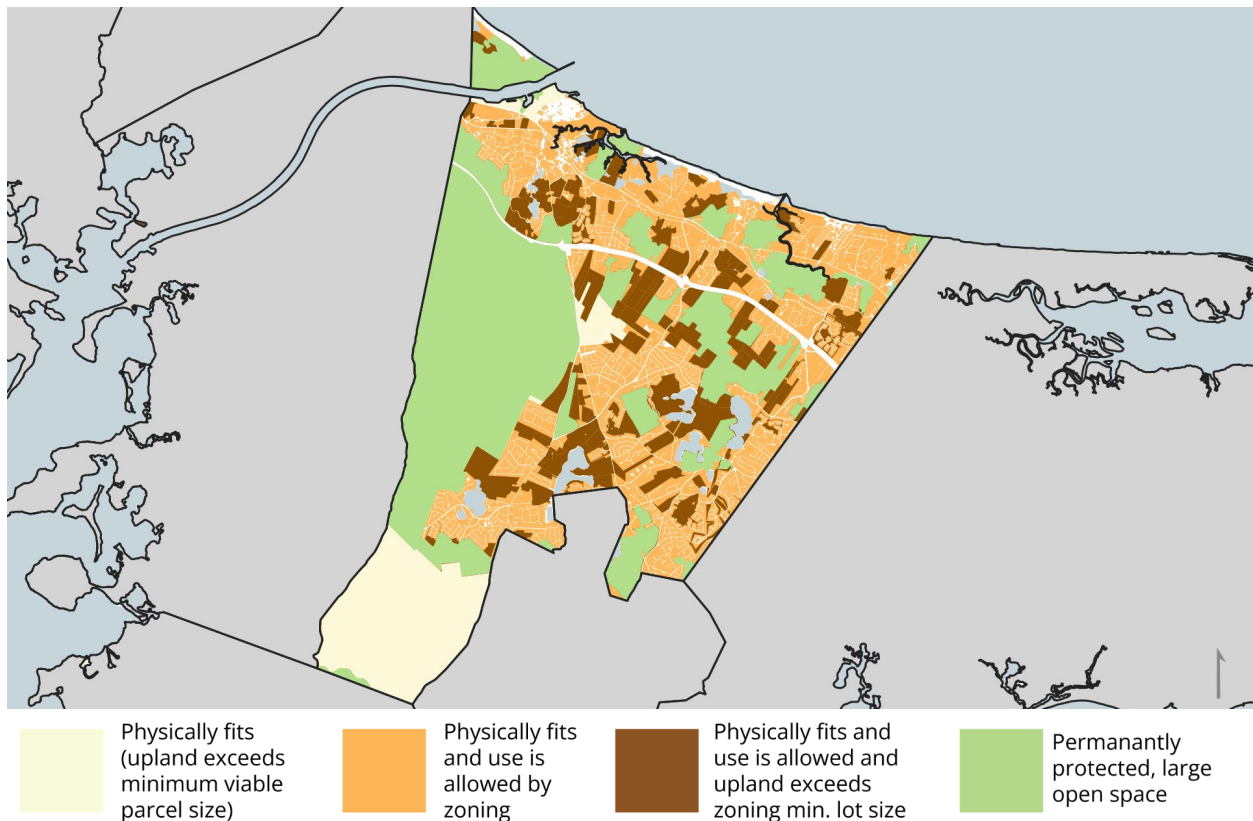 Physically fits
(upland exceeds
minimum viable
parcel size)
Physically fits
and use is
allowed by
zoning
Physically fits and
use is allowed and
upland exceeds
zoning min. lot size
Permanantly
protected, large
open space